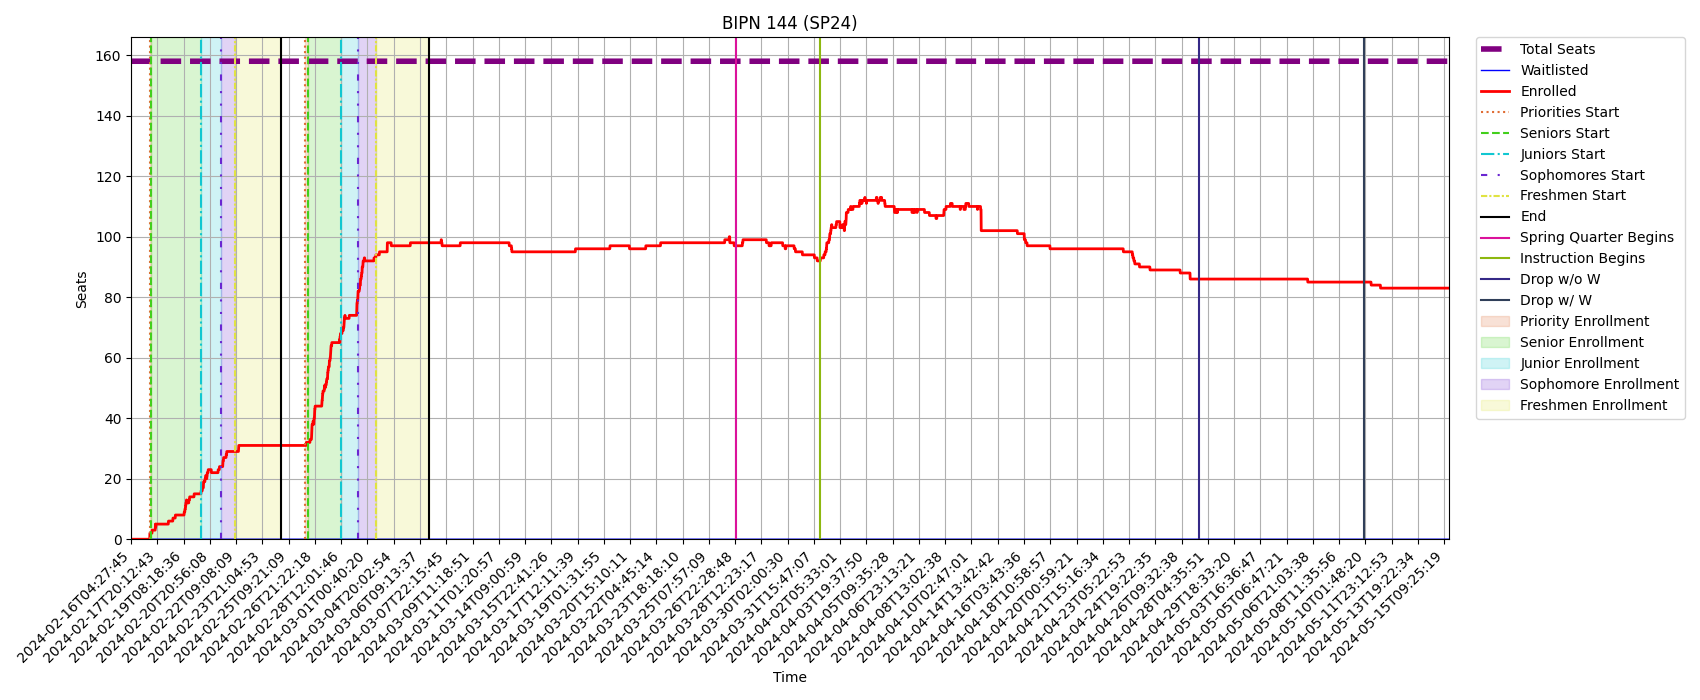 BIPN 144 (SP24)
Seats
160
140
120
100
80
60
40
20
0
2024-02-16T04:27:45
2024-02-17T20:12:43
2024-02-19T08:18:36
2024-02-20T20:56:08
2024-02-22T09:08:09
2024-02-23T21:04:53
2024-02-25T09:21:09
2024-02-26T21:22:18
2024-02-28T12:01:46
2024-03-01T00:40:20
2024-03-04T02:02:54
2024-03-06T09:13:37
2024-03-07T22:15:45
2024-03-11T11:18:51
2024-03-12T01:20:57
2024-03-14T09:00:59
2024-03-15T22:41:26
2024-03-17T12:11:39
2024-03-19T01:31:55
2024-03-20T15:10:11
2024-03-22T04:45:14
2024-03-23T18:18:10
2024-03-25T07:57:09
2024-03-26T22:28:48
2024-03-28T12:23:17
2024-03-30T02:00:30
2024-03-31T15:47:07
2024-04-02T05:33:01
2024-04-03T19:37:50
2024-04-05T09:35:28
2024-04-06T23:13:21
2024-04-08T13:02:38
2024-04-10T02:47:01
2024-04-14T13:42:42
2024-04-16T03:43:36
2024-04-18T10:58:57
2024-04-20T00:59:21
2024-04-21T15:16:34
2024-04-23T05:22:53
2024-04-24T19:22:35
2024-04-26T09:32:38
2024-04-28T04:35:51
2024-04-29T18:33:20
2024-05-03T16:36:47
2024-05-05T06:47:21
2024-05-06T21:03:38
2024-05-08T11:35:56
2024-05-10T01:48:20
2024-05-11T23:12:53
2024-05-13T19:22:34
2024-05-15T09:25:19
Time
Total Seats
Waitlisted
Enrolled
Priorities Start
Seniors Start
Juniors Start
Sophomores Start
Freshmen Start
End
Spring Quarter Begins
Instruction Begins
Drop w/o W
Drop w/ W
Priority Enrollment
Senior Enrollment
Junior Enrollment
Sophomore Enrollment
Freshmen Enrollment